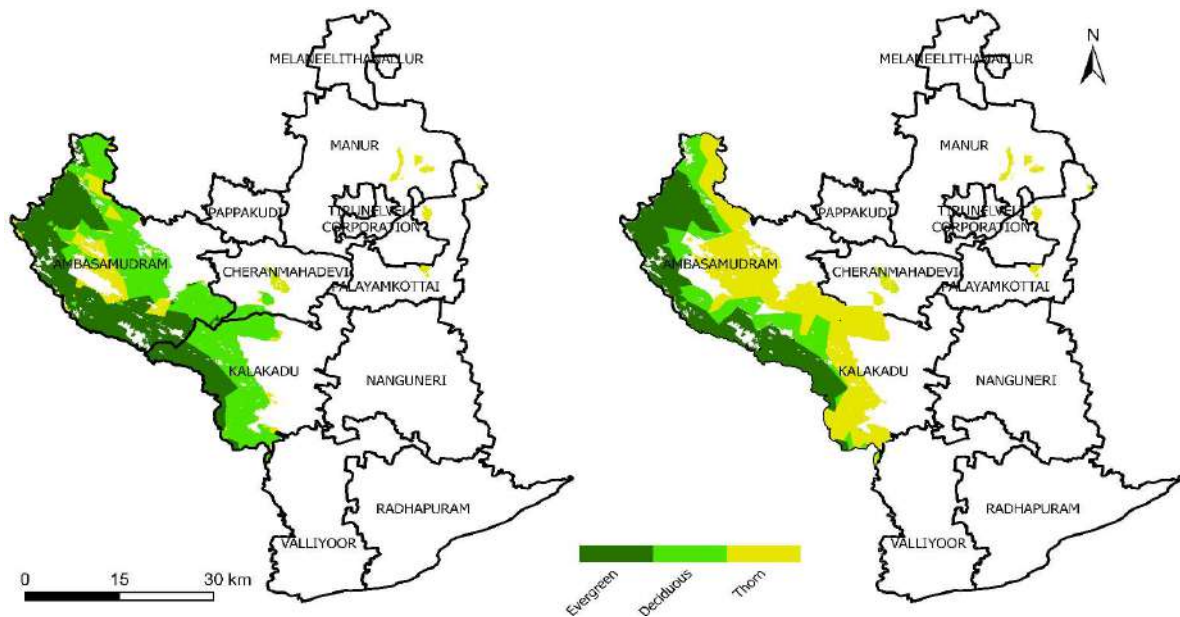 MELANEELITHANALLUR
MANUR
PAPPAKUDI
TIRUNELVELI
CORPORATION
AMBASAMUDRAM
CHERANMAHADEVI
PALAYAMKOTTAI
KALAKADU
NANGUNERI
RADHAPURAM
VALLIYOOR
0 15 30 km
MELANEELITHANALLUR
N
MANUR
PAPPAKUDI
TIRUNELVELI
CORPORATION
AMBASAMUDRAM
CHERANMAHADEVI
PALAYAMKOTTAI
KALAKADU
NANGUNERI
RADHAPURAM
VALLIYOOR
Evergreen
Deciduous
Thorn